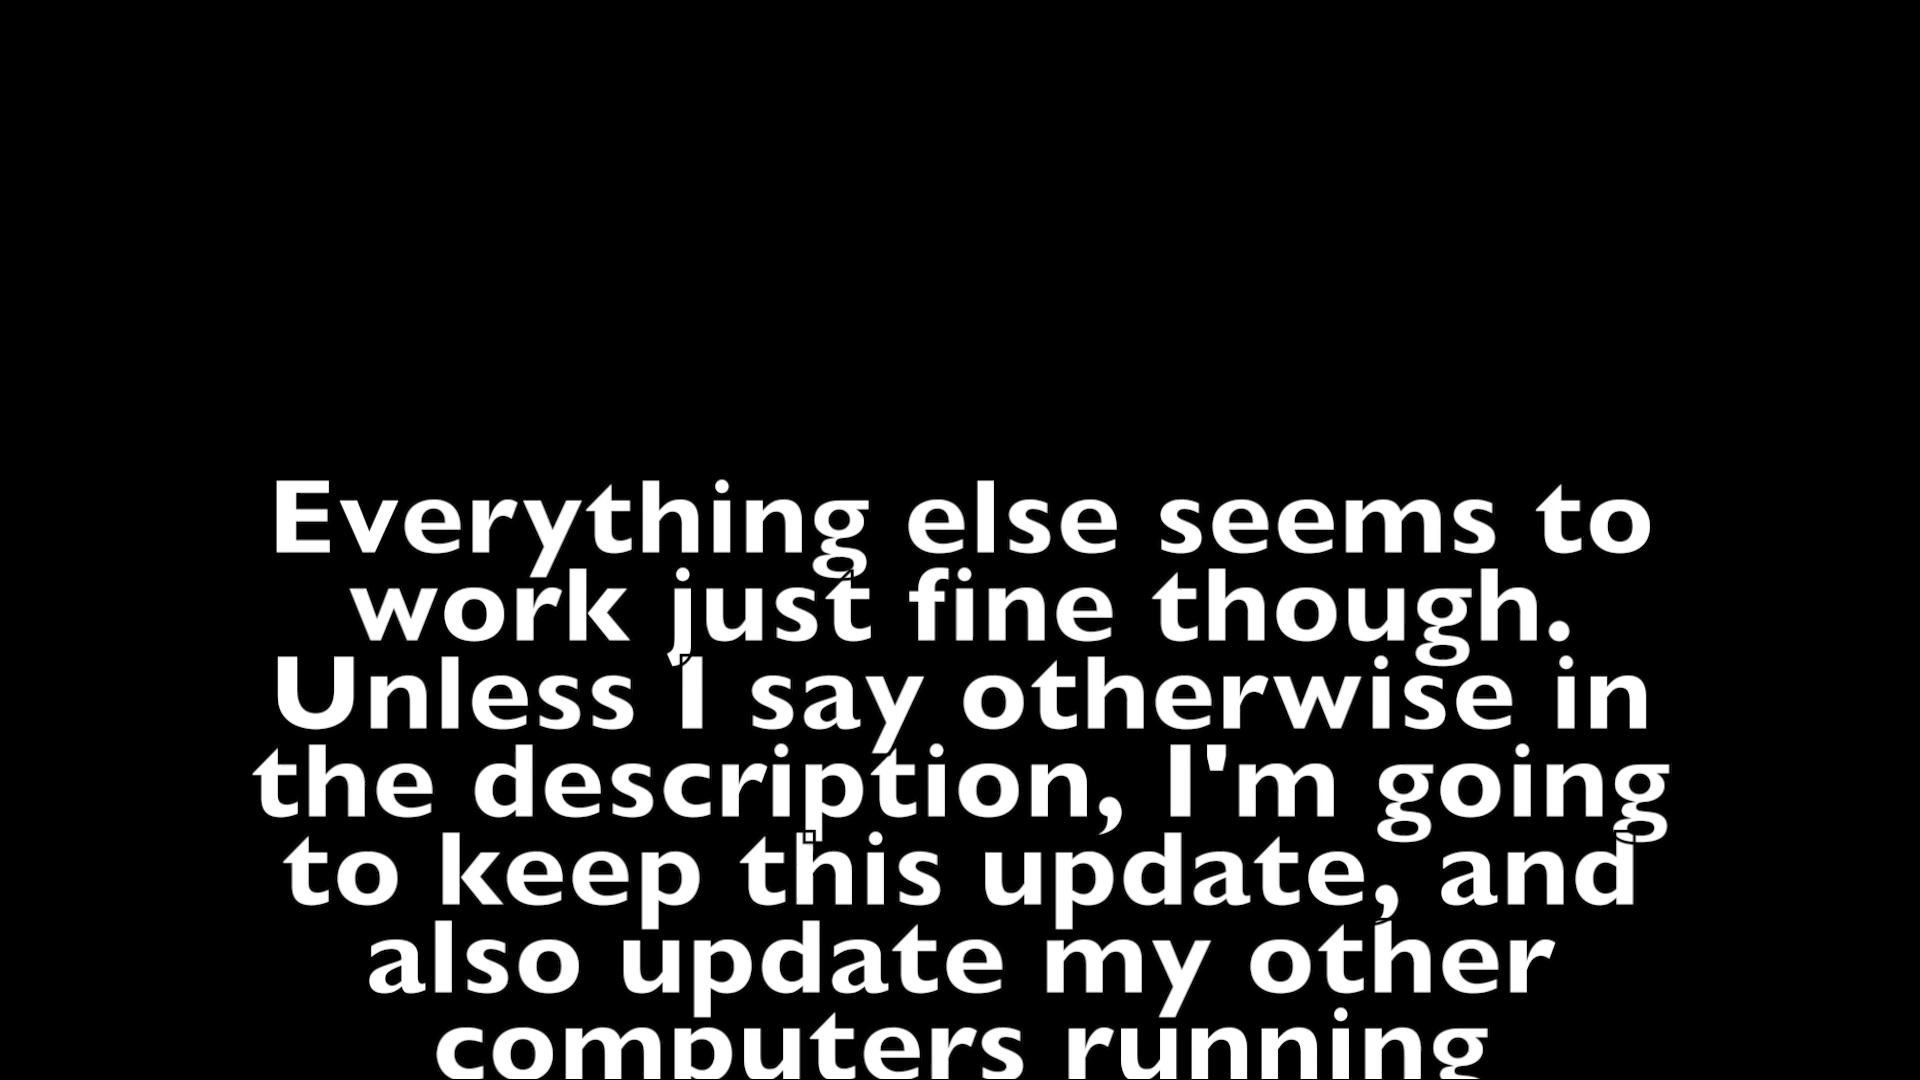 Everything else seems to
work just fine though.
Unless I say otherwise in
the description, I'm going
to keep this update, and
also update my other
computers running